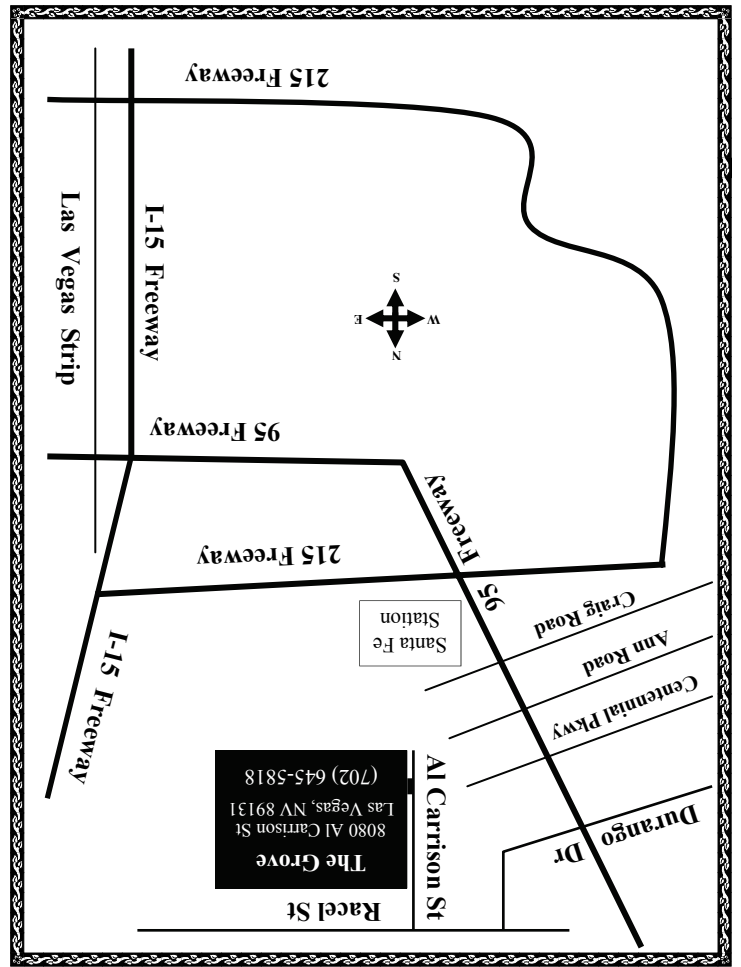 Racel St
Al Carrison St
Durango Dr
The Grove
8080 Al Carrison St
Las Vegas, NV 89131
(702) 645-5818
Centennial Pkwy
Ann Road
Craig Road
I-15 Freeway
Santa Fe
Station
95 Freeway
215 Freeway
95 Freeway
N
W
E
S
I-15 Freeway
Las Vegas Strip
215 Freeway